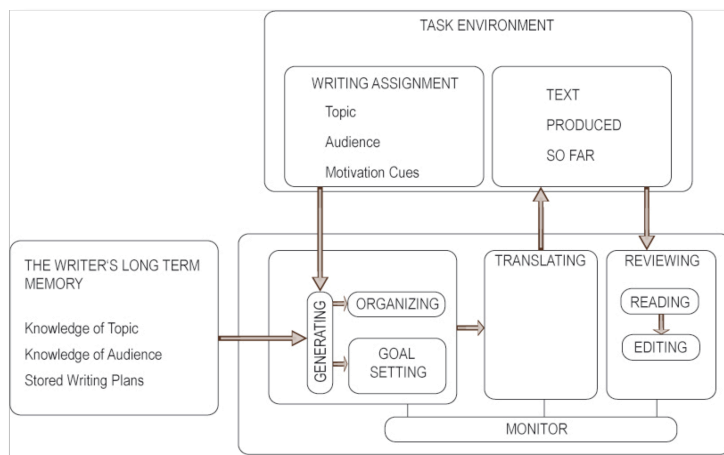 TASK ENVIRONMENT
WRITING ASSIGNMENT
Topic
Audience
Motivation Cues
TEXT
PRODUCED
SO FAR
THE WRITER'S LONG TERM
MEMORY
Knowledge of Topic
Knowledge of Audience
Stored Writing Plans
GENERATING
ORGANIZING
GOAL
SETTING
TRANSLATING
REVIEWING
READING
EDITING
MONITOR